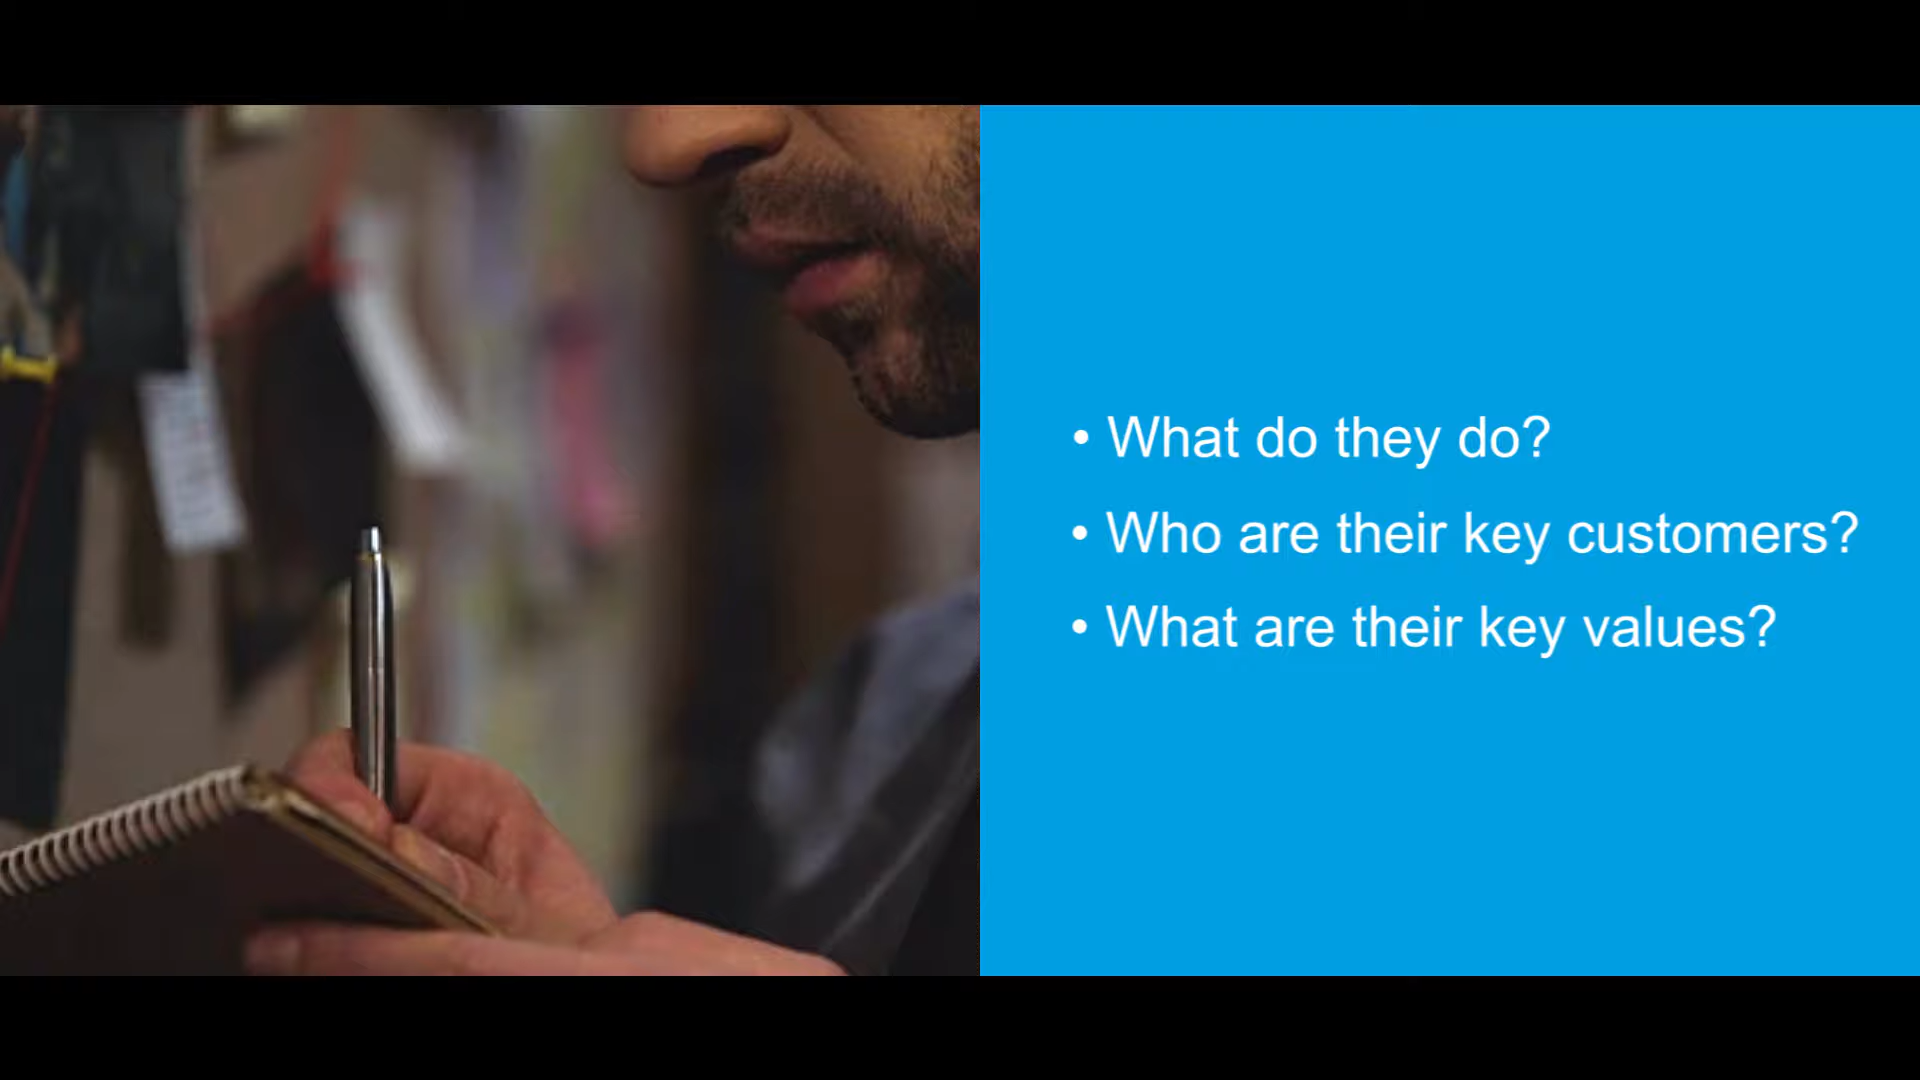 • What do they do?
• Who are their key customers?
• What are their key values?